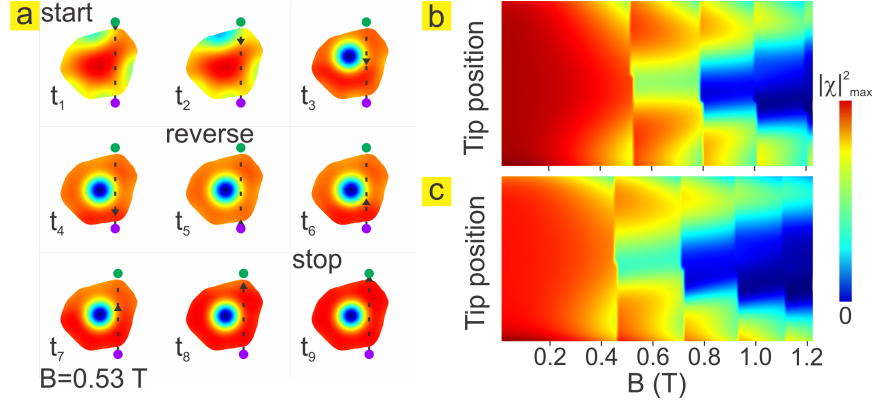 a start
t1
t2
t3
reverse
t4
t5
t6
stop
t7
t8
t9
B=0.53 T
b
Tip position
c
Tip position
0.2 0.4 0.6 0.8 1.0 1.2
B (T)
|χ|²max
0